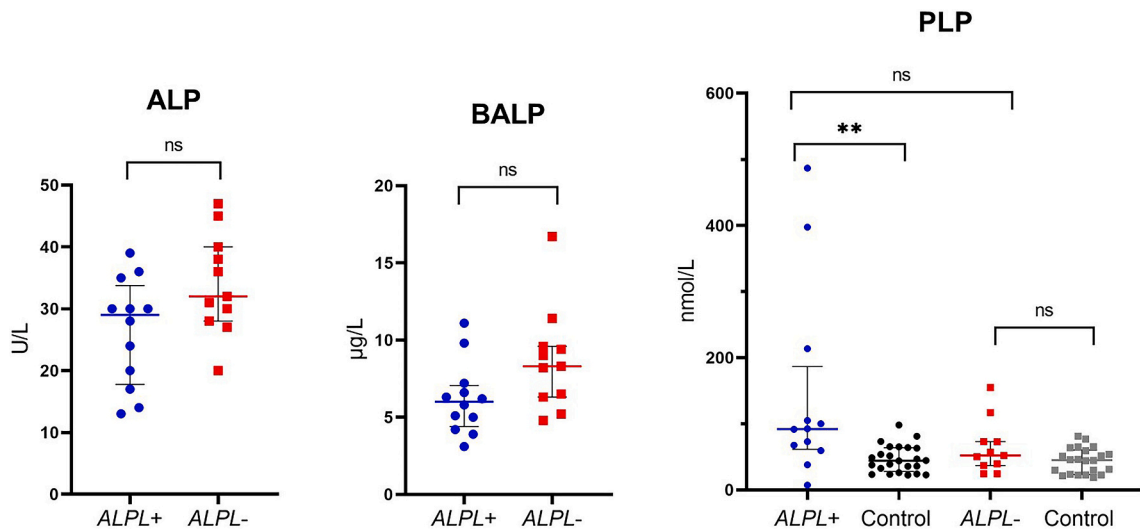 ALP
ns
50
40
30
20
10
0
U/L
ALPL+ ALPL-
BALP
ns
20
15
10
5
0
µg/L
ALPL+ ALPL-
PLP
ns
**
ns
600
400
200
0
nmol/L
ALPL+ Control ALPL- Control